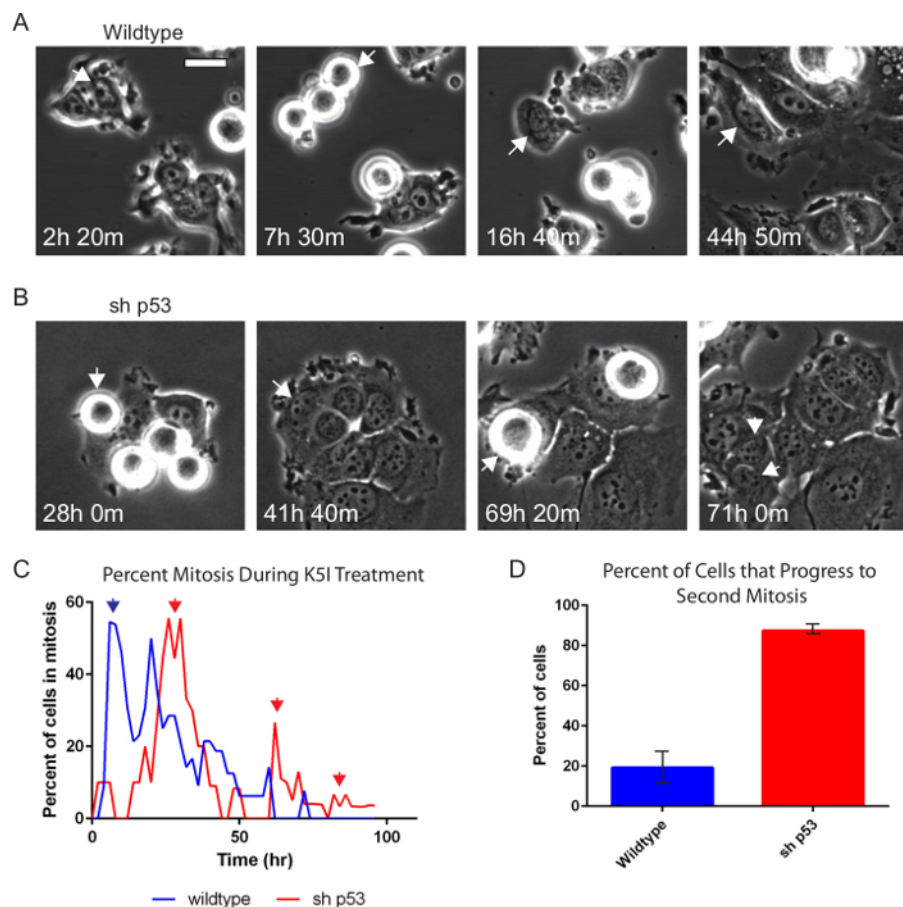 A
Wildtype
2h 20m
7h 30m
16h 40m
44h 50m
B
sh p53
28h 0m
41h 40m
69h 20m
71h 0m
C
Percent Mitosis During K5I Treatment
Percent of cells in mitosis
60
40
20
0
0
50
100
Time (hr)
wildtype
sh p53
D
Percent of Cells that Progress to
Second Mitosis
Percent of cells
100
80
60
40
20
0
Wildtype
sh p53